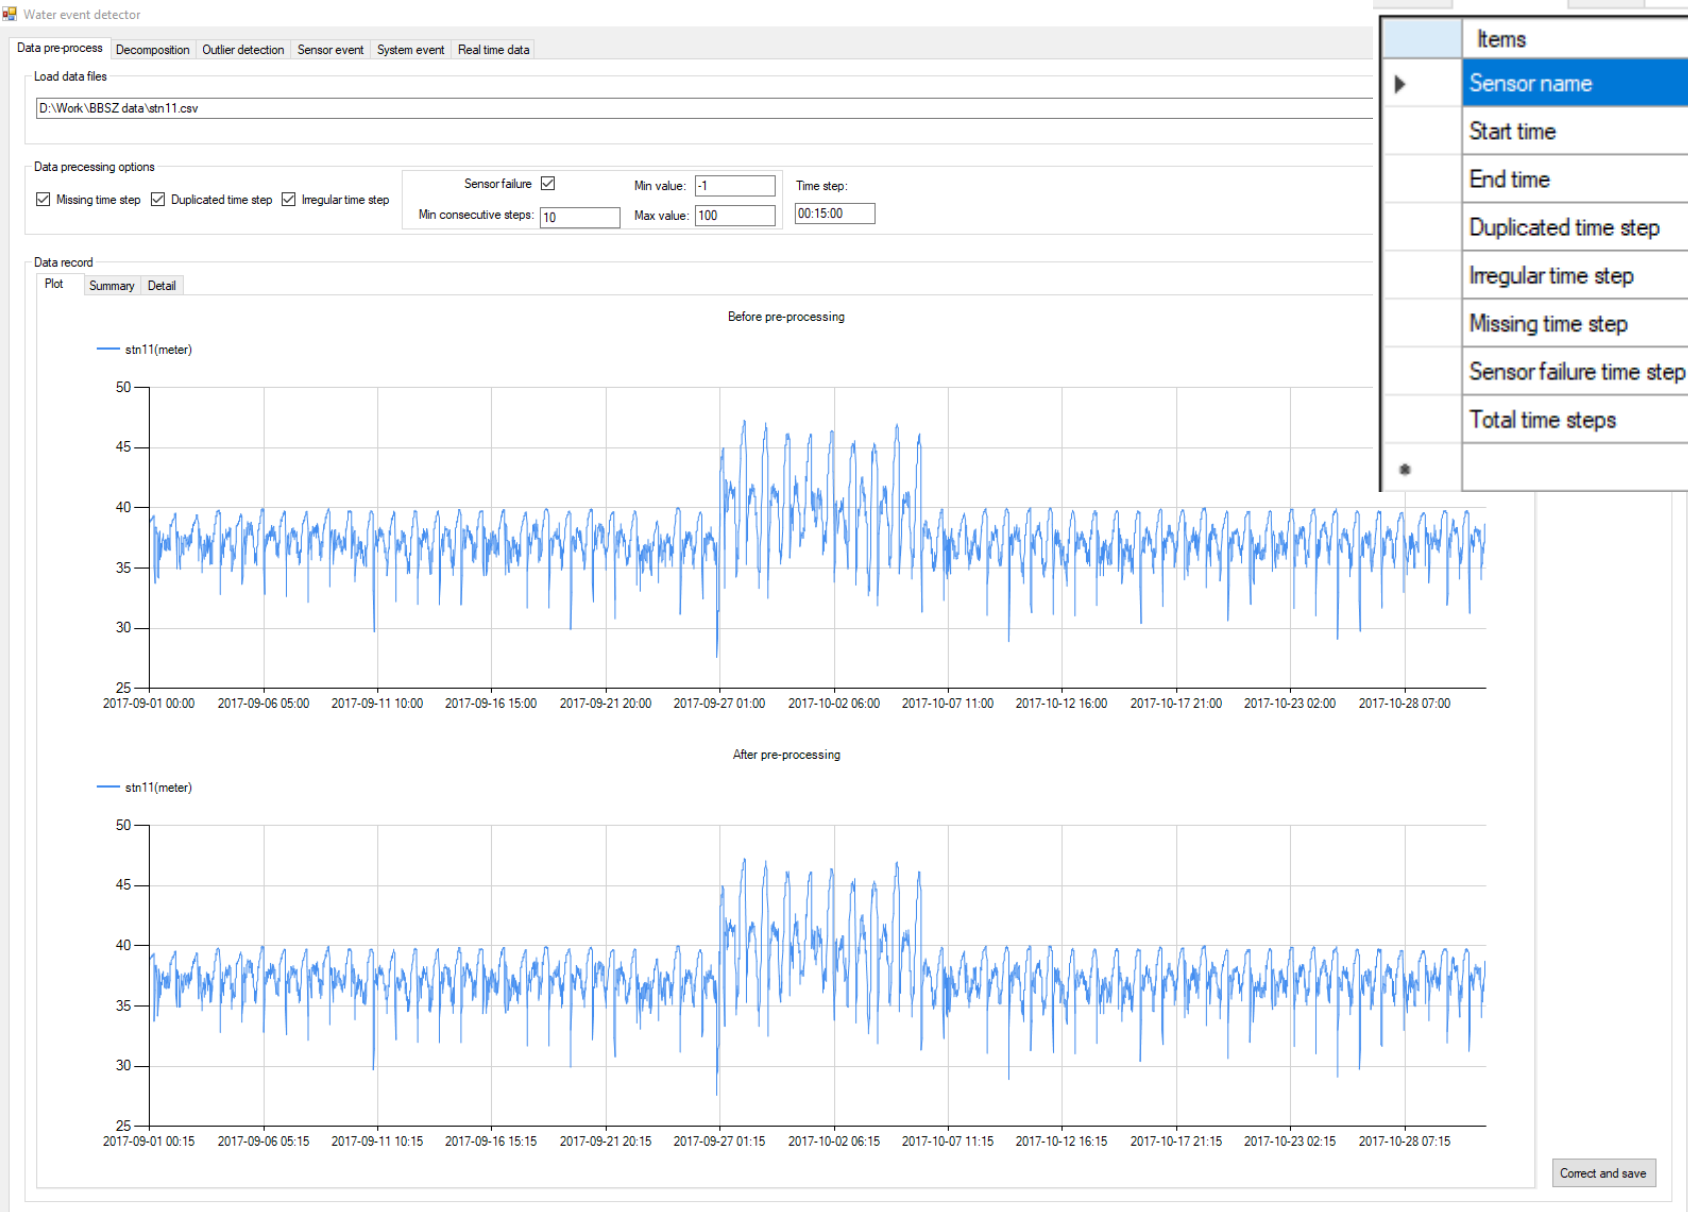 Water event detector
Data pre-process Decomposition Outlier detection Sensor event System event Real time data
Load data files
D:\Work\BBSZ data\stn11.csv
Data precessing options
Missing time step Duplicated time step Irregular time step
Sensor failure
Min consecutive steps: 10
Min value: -1
Max value: 100
Time step:
00:15:00
Data record
Plot Summary Detail
Before pre-processing
stn11(meter)
50
45
40
35
30
25
2017-09-01 00:00 2017-09-06 05:00 2017-09-11 10:00 2017-09-16 15:00 2017-09-21 20:00 2017-09-27 01:00 2017-10-02 06:00 2017-10-07 11:00 2017-10-12 16:00 2017-10-17 21:00 2017-10-23 02:00 2017-10-28 07:00
After pre-processing
stn11(meter)
50
45
40
35
30
25
2017-09-01 00:15 2017-09-06 05:15 2017-09-11 10:15 2017-09-16 15:15 2017-09-21 20:15 2017-09-27 01:15 2017-10-02 06:15 2017-10-07 11:15 2017-10-12 16:15 2017-10-17 21:15 2017-10-23 02:15 2017-10-28 07:15
Correct and save
Items
Sensor name
Start time
End time
Duplicated time step
Irregular time step
Missing time step
Sensor failure time step
Total time steps